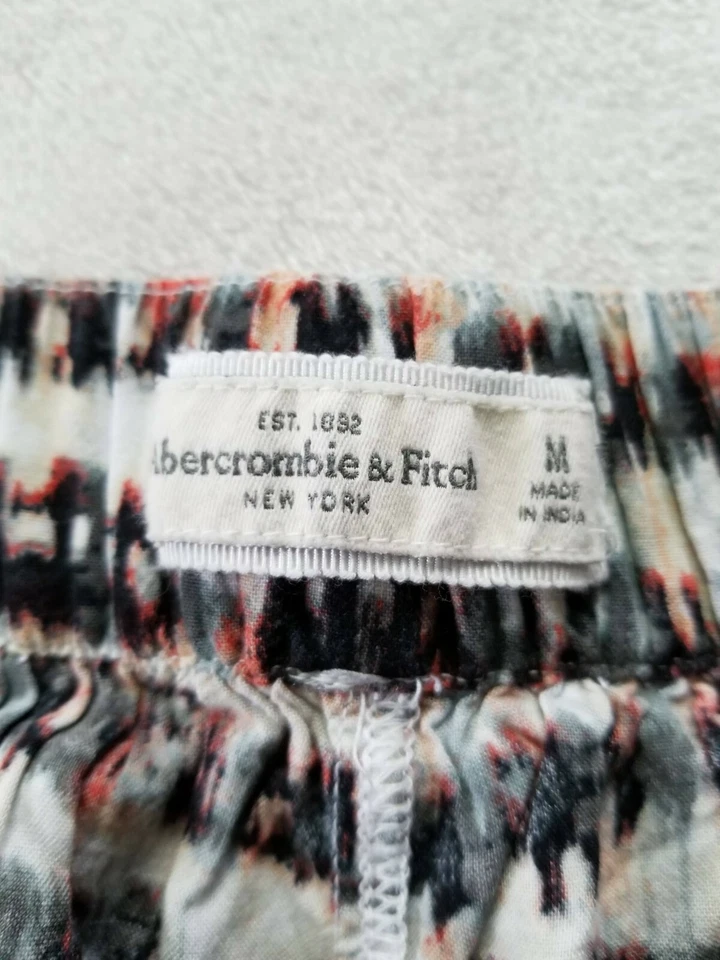 EST. 1892
Abercrombie & Fitch
NEW YORK
M
MADE
IN INDIA